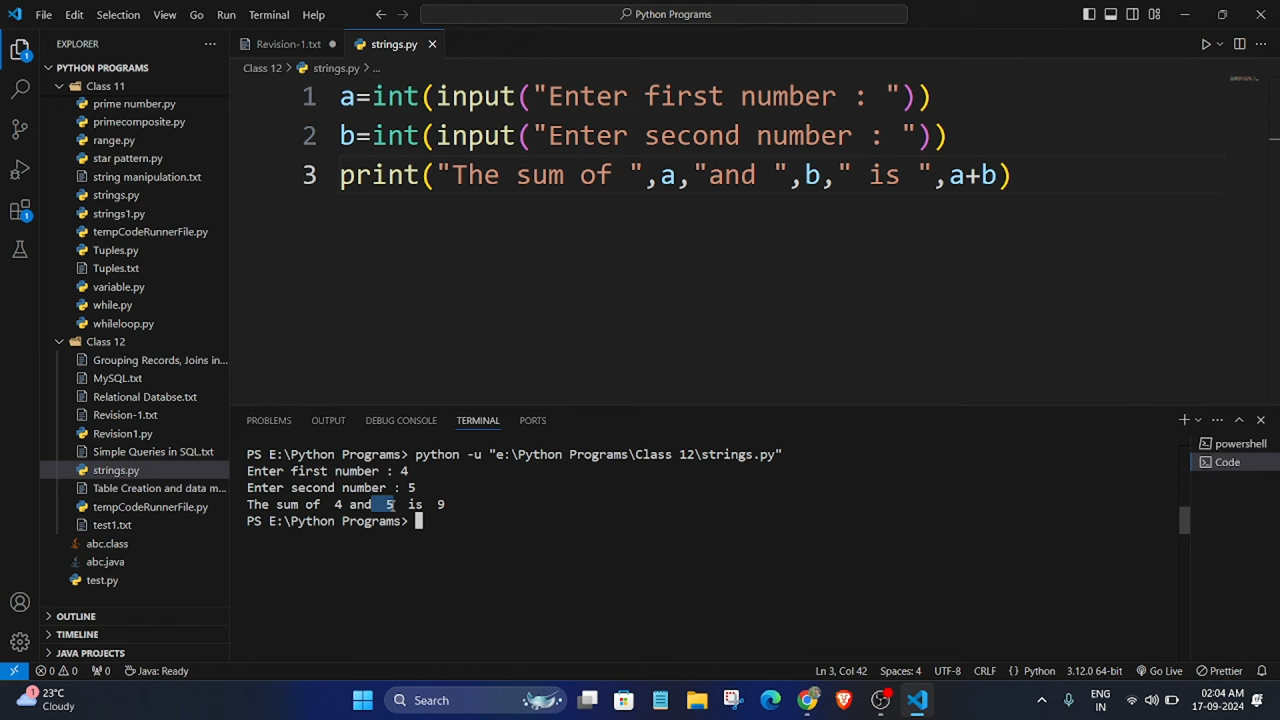 File Edit Selection View Go Run Terminal Help
Python Programs
EXPLORER
Revision-1.txt
strings.py
PYTHON PROGRAMS
Class 12 > strings.py > ...
Class 11
prime number.py
primecomposite.py
range.py
star pattern.py
string manipulation.txt
strings.py
strings1.py
tempCodeRunnerFile.py
Tuples.py
Tuples.txt
variable.py
while.py
whileloop.py
Class 12
Grouping Records, Joins in...
MySQL.txt
Relational Databse.txt
Revision-1.txt
Revision1.py
Simple Queries in SQL.txt
strings.py
Table Creation and data m...
tempCodeRunnerFile.py
test1.txt
abc.class
abc.java
test.py
OUTLINE
TIMELINE
JAVA PROJECTS
1
1
1 a=int(input("Enter first number : "))
2 b=int(input("Enter second number : "))
3 print("The sum of ",a,"and ",b," is ",a+b)
PROBLEMS OUTPUT DEBUG CONSOLE TERMINAL PORTS
powershell
Code
PS E:\Python Programs> python -u "e:\Python Programs\Class 12\strings.py"
Enter first number : 4
Enter second number : 5
The sum of  4 and  5  is  9
PS E:\Python Programs>
0 0 0 Java: Ready
Ln 3, Col 42 Spaces: 4 UTF-8 CRLF { } Python 3.12.0 64-bit Go Live Prettier
1
23°C
Cloudy
Search
ENG
IN
02:04 AM
17-09-2024